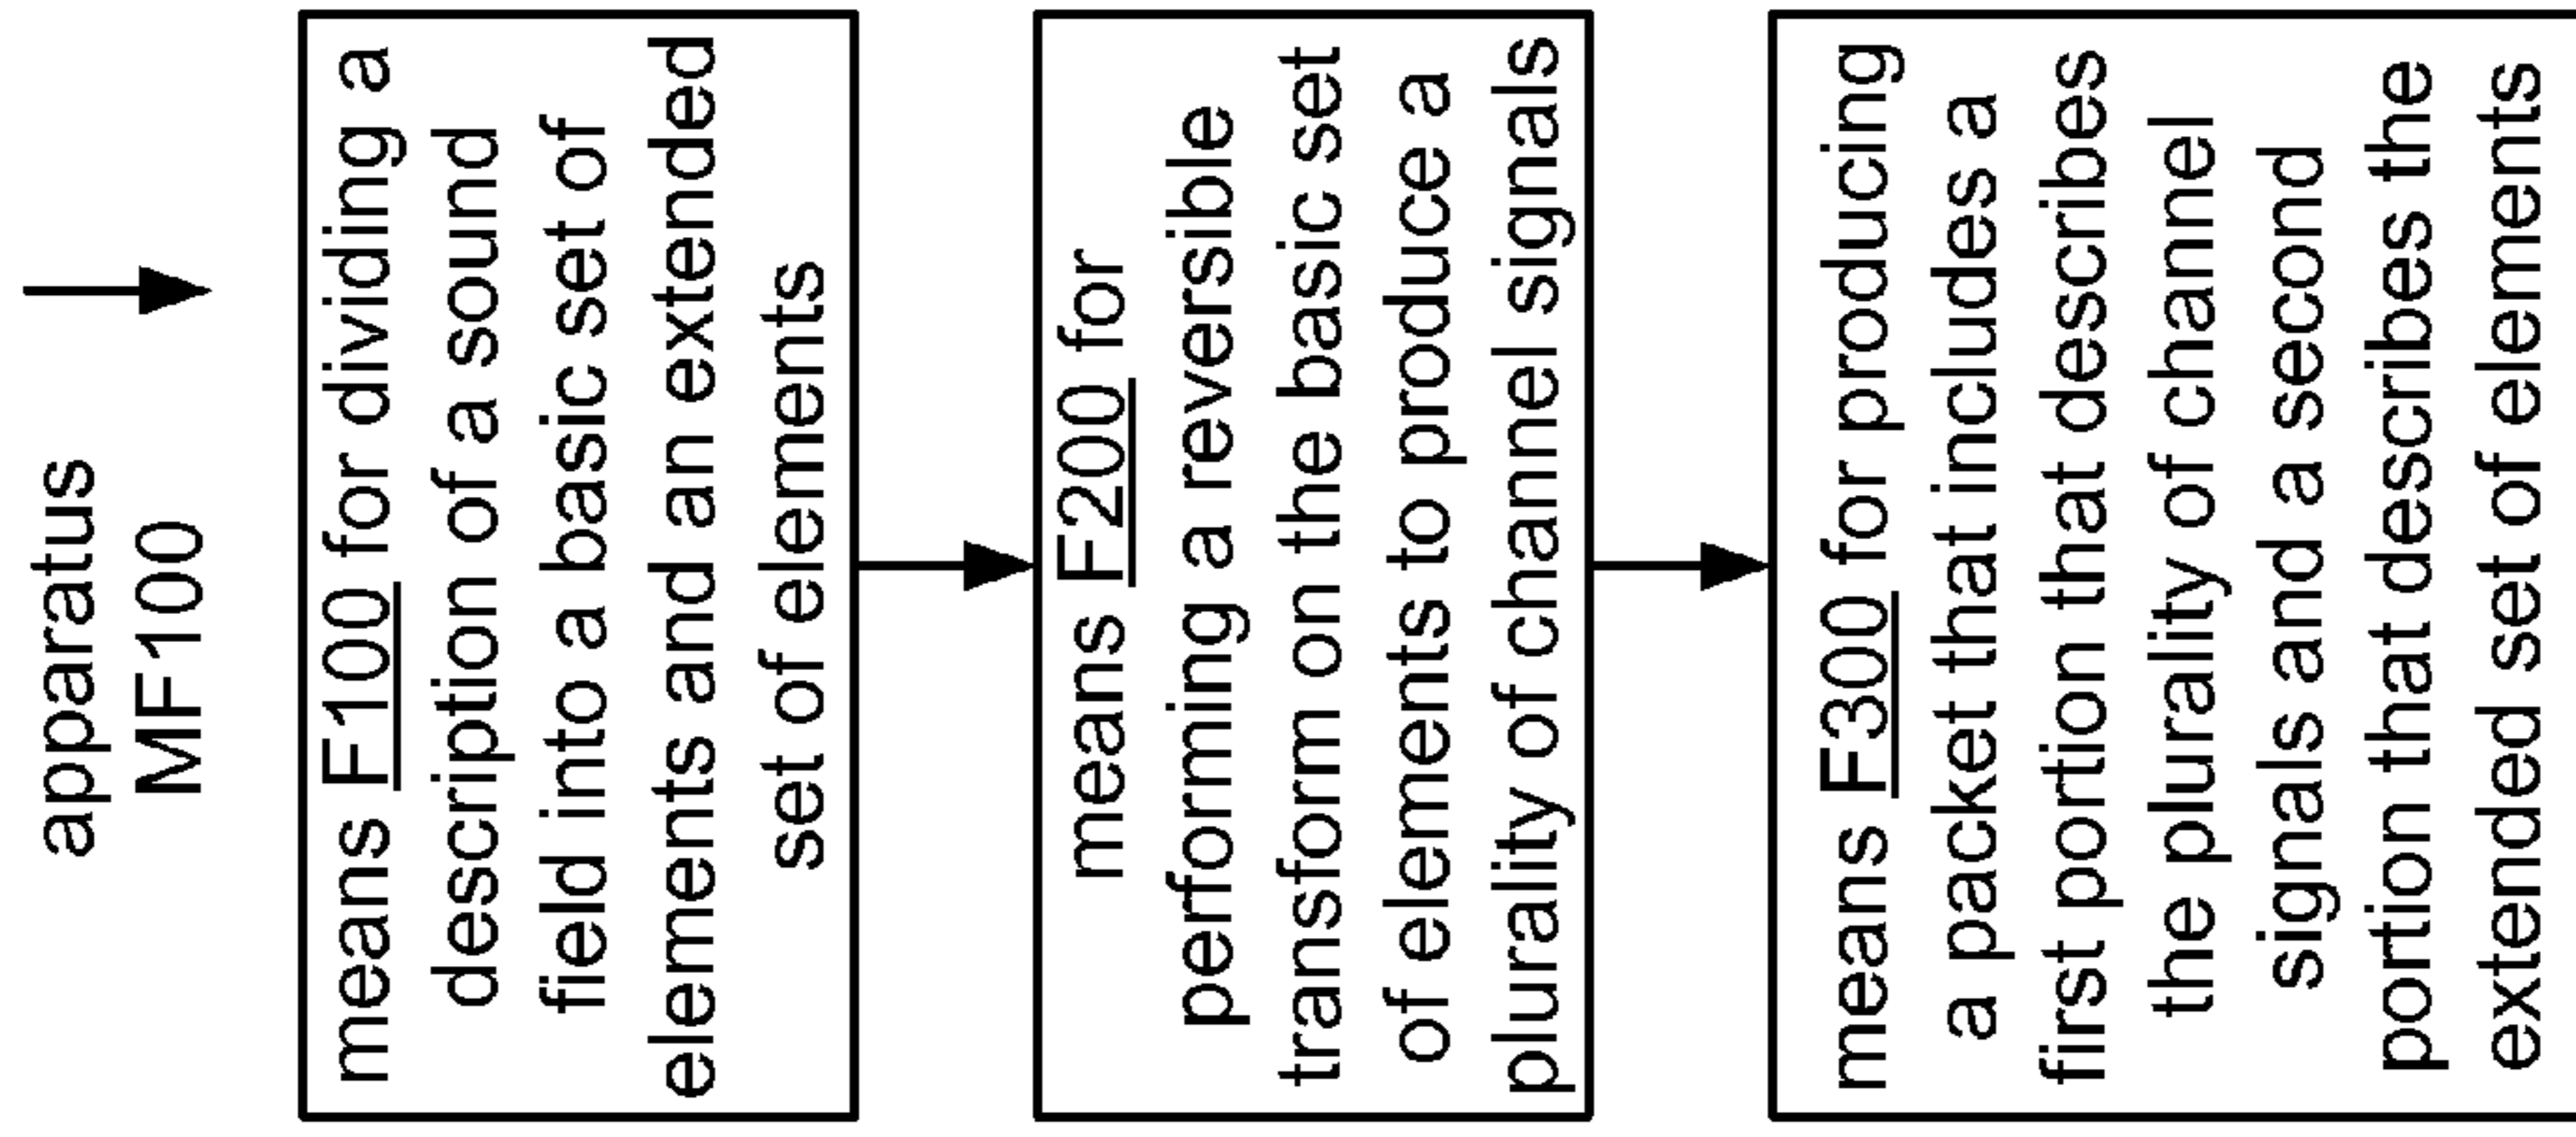 apparatus
MF100
means F100 for dividing a
description of a sound
field into a basic set of
elements and an extended
set of elements
means F200 for
performing a reversible
transform on the basic set
of elements to produce a
plurality of channel signals
means F300 for producing
a packet that includes a
first portion that describes
the plurality of channel
signals and a second
portion that describes the
extended set of elements